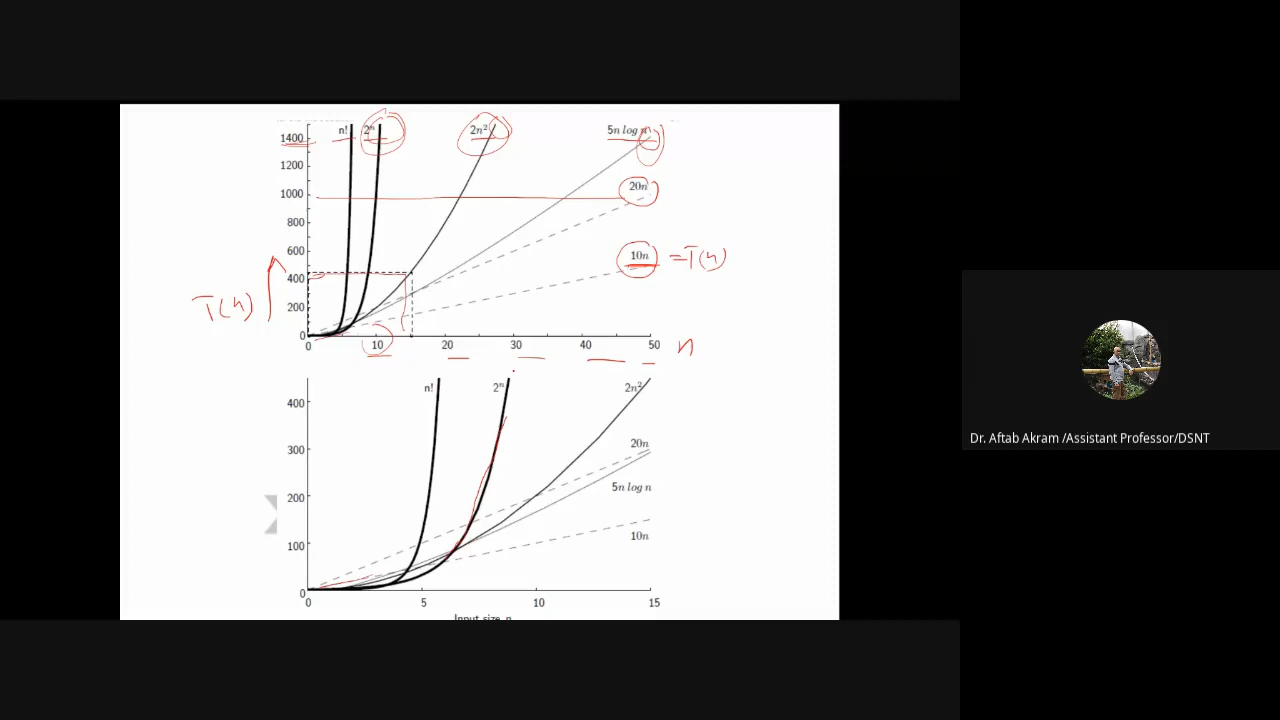 n! 2ⁿ 2n² 5n log n
1400
1200
1000 20n
800
600 10n =T(n)
400
T(n) 200
0
0 10 20 30 40 50 n
n! 2ⁿ 2n²
400
300 20n
200 5n log n
100 10n
0
0 5 10 15
Input size n
Dr. Aftab Akram /Assistant Professor/DSNT